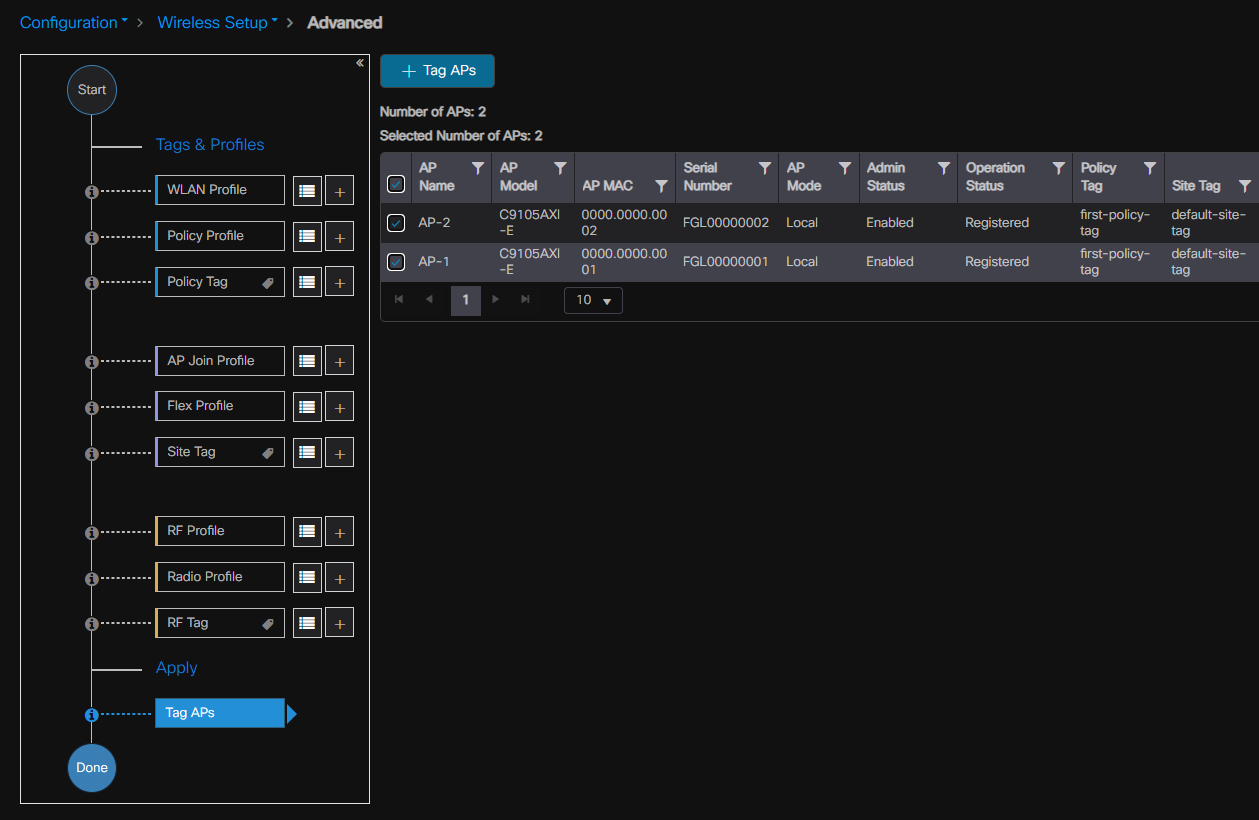 Configuration > Wireless Setup > Advanced
«
Start
Tags & Profiles
i WLAN Profile +
i Policy Profile +
i Policy Tag +
i AP Join Profile +
i Flex Profile +
i Site Tag +
i RF Profile +
i Radio Profile +
i RF Tag +
Apply
i Tag APs
Done
+ Tag APs
Number of APs: 2
Selected Number of APs: 2
AP Name AP Model AP MAC Serial Number AP Mode Admin Status Operation Status Policy Tag Site Tag
AP-2 C9105AXI-E 0000.0000.0002 FGL00000002 Local Enabled Registered first-policy-tag default-site-tag
AP-1 C9105AXI-E 0000.0000.0001 FGL00000001 Local Enabled Registered first-policy-tag default-site-tag
1 10